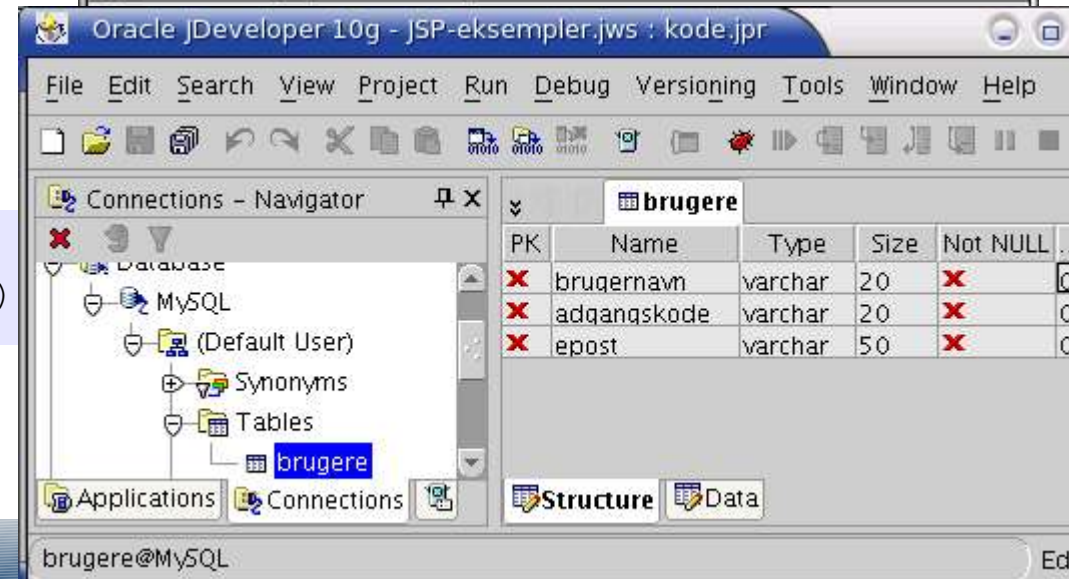 Oracle JDeveloper 10g - JSP-eksempler.jws : kode.jpr
File Edit Search View Project Run Debug Versioning Tools Window Help
Connections - Navigator
Database
MySQL
(Default User)
Synonyms
Tables
brugere
Applications Connections
brugere
PK Name Type Size Not NULL
brugernavn varchar 20
adgangskode varchar 20
epost varchar 50
Structure Data
brugere@MySQL
)